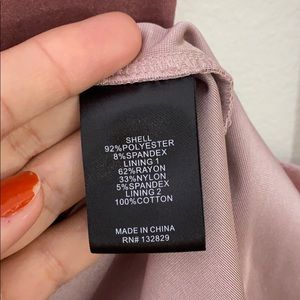 SHELL
92%POLYESTER
8%SPANDEX
LINING 1
62%RAYON
33%NYLON
5%SPANDEX
LINING 2
100%COTTON
MADE IN CHINA
RN# 132829